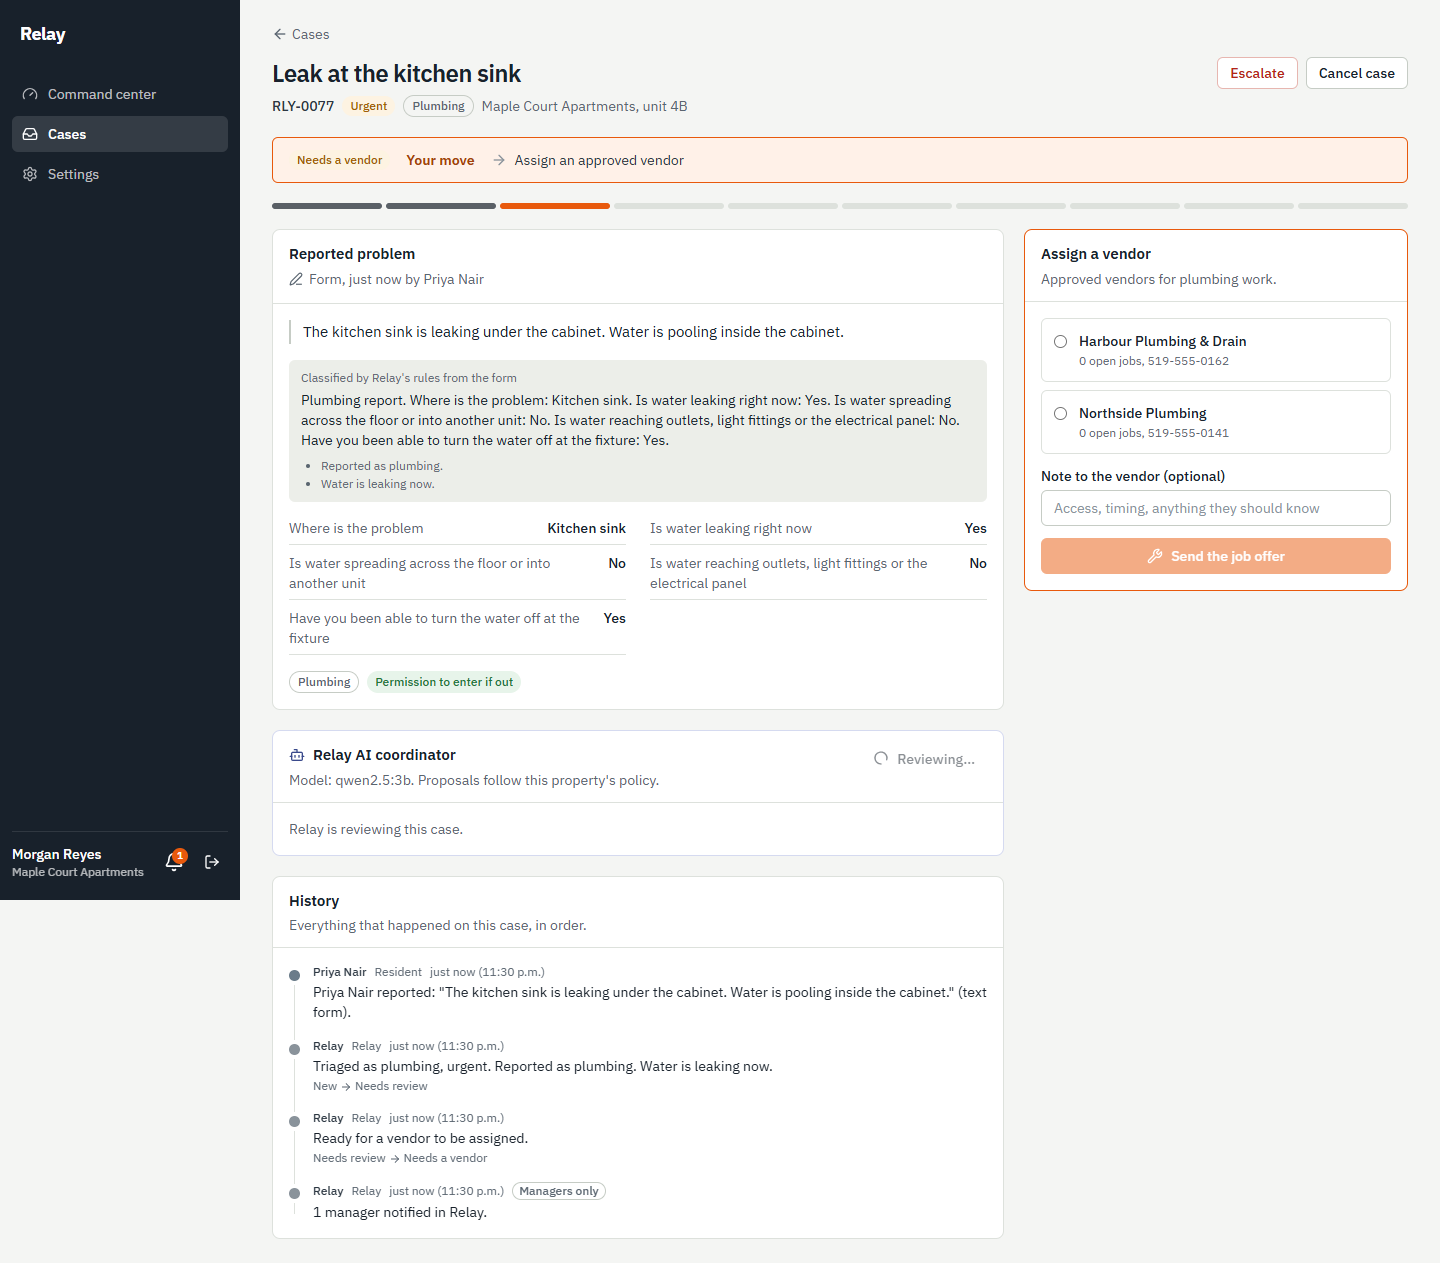 Relay
Command center
Cases
Settings
Morgan Reyes
Maple Court Apartments
1
Cases
Leak at the kitchen sink
Escalate
Cancel case
RLY-0077 Urgent Plumbing Maple Court Apartments, unit 4B
Needs a vendor Your move → Assign an approved vendor
Reported problem
Form, just now by Priya Nair
The kitchen sink is leaking under the cabinet. Water is pooling inside the cabinet.
Classified by Relay's rules from the form
Plumbing report. Where is the problem: Kitchen sink. Is water leaking right now: Yes. Is water spreading
across the floor or into another unit: No. Is water reaching outlets, light fittings or the electrical panel: No.
Have you been able to turn the water off at the fixture: Yes.
• Reported as plumbing.
• Water is leaking now.
Where is the problem Kitchen sink
Is water leaking right now Yes
Is water spreading across the floor or into No
another unit
Is water reaching outlets, light fittings or the No
electrical panel
Have you been able to turn the water off at the Yes
fixture
Plumbing Permission to enter if out
Relay AI coordinator
Reviewing...
Model: qwen2.5:3b. Proposals follow this property's policy.
Relay is reviewing this case.
History
Everything that happened on this case, in order.
Priya Nair Resident just now (11:30 p.m.)
Priya Nair reported: "The kitchen sink is leaking under the cabinet. Water is pooling inside the cabinet." (text
form).
Relay Relay just now (11:30 p.m.)
Triaged as plumbing, urgent. Reported as plumbing. Water is leaking now.
New → Needs review
Relay Relay just now (11:30 p.m.)
Ready for a vendor to be assigned.
Needs review → Needs a vendor
Relay Relay just now (11:30 p.m.) Managers only
1 manager notified in Relay.
Assign a vendor
Approved vendors for plumbing work.
Harbour Plumbing & Drain
0 open jobs, 519-555-0162
Northside Plumbing
0 open jobs, 519-555-0141
Note to the vendor (optional)
Access, timing, anything they should know
Send the job offer